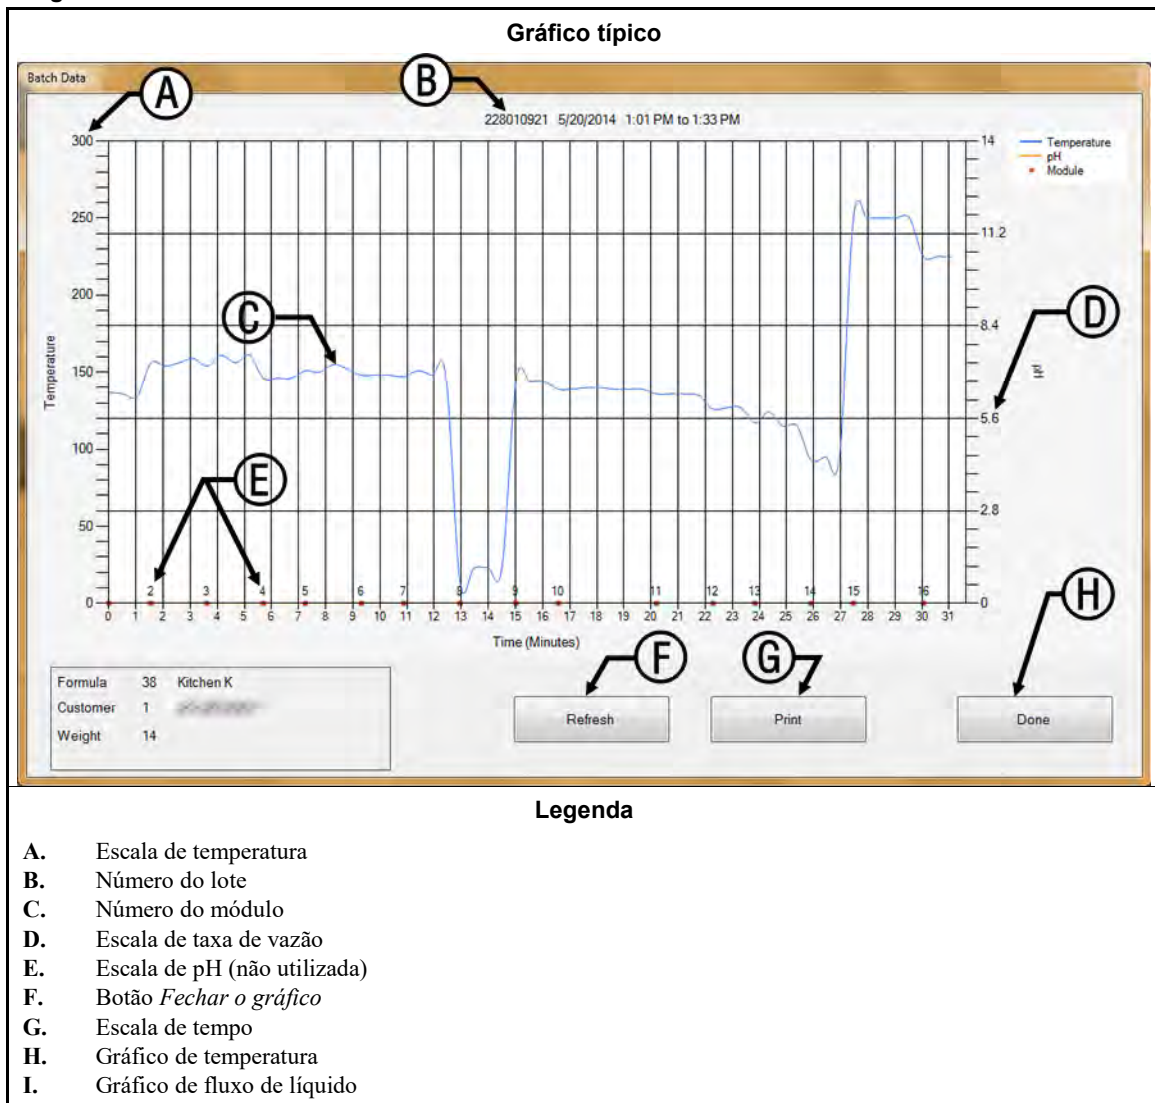 Gráfico típico
Batch Data
A
B
228010921 5/20/2014 1:01 PM to 1:33 PM
300
250
200
150
100
50
0
Temperature
14
11.2
8.4
5.6
2.8
0
pH
Temperature
pH
Module
C
D
E
2 3 4 5 6 7 8 9 10 11 12 13 14 15 16
0 1 2 3 4 5 6 7 8 9 10 11 12 13 14 15 16 17 18 19 20 21 22 23 24 25 26 27 28 29 30 31
Time (Minutes)
F
G
H
Formula 38 Kitchen K
Customer 1
Weight 14
Refresh
Print
Done
Legenda
A. Escala de temperatura
B. Número do lote
C. Número do módulo
D. Escala de taxa de vazão
E. Escala de pH (não utilizada)
F. Botão Fechar o gráfico
G. Escala de tempo
H. Gráfico de temperatura
I. Gráfico de fluxo de líquido